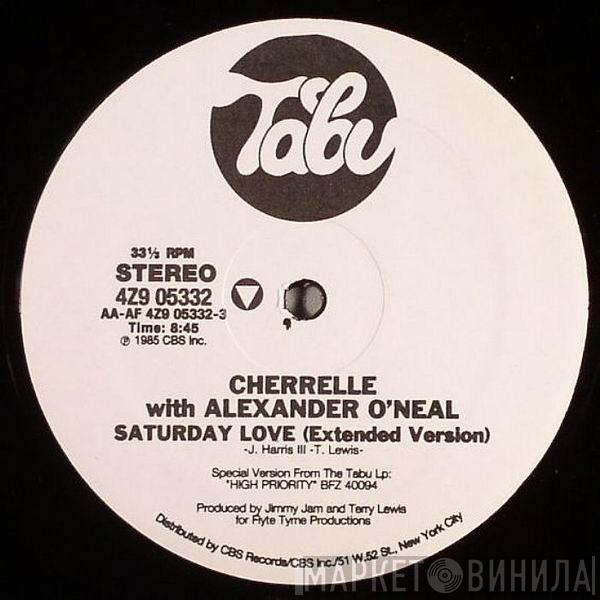 Tabu
33⅓ RPM
STEREO
4Z9 05332
AA-AF 4Z9 05332-3
Time: 8:45
℗ 1985 CBS Inc.
CHERRELLE
with ALEXANDER O'NEAL
SATURDAY LOVE (Extended Version)
-J. Harris III -T. Lewis-
Special Version From The Tabu Lp:
"HIGH PRIORITY" BFZ 40094
Produced by Jimmy Jam and Terry Lewis
for Flyte Tyme Productions
Distributed by CBS Records/CBS Inc./51 W. 52 St., New York City
МАРКЕТ ВИНИЛА